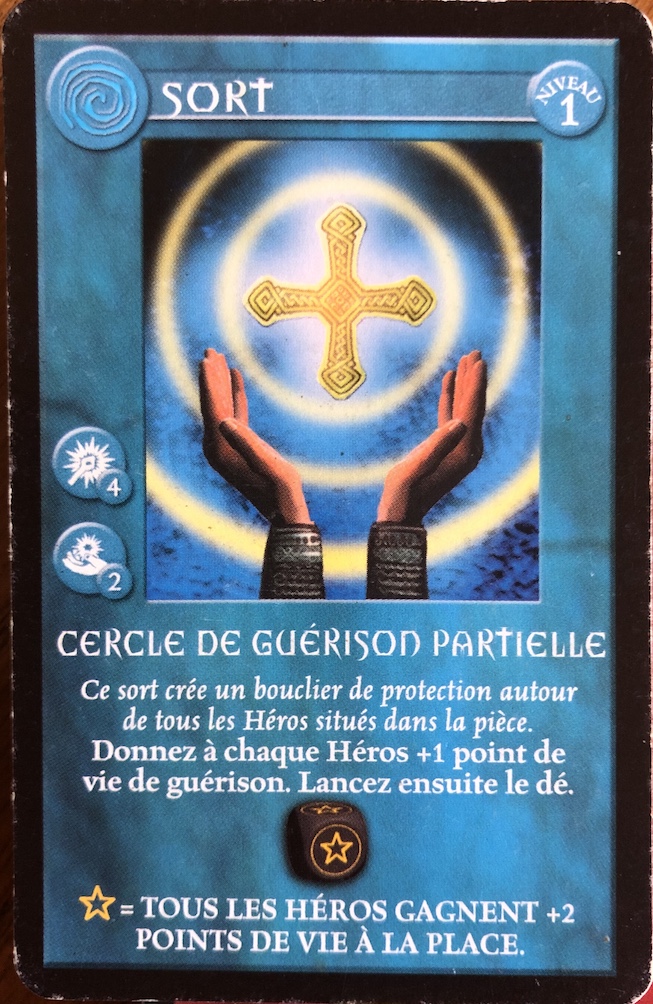 SORT
NIVEAU
1
4
2
CERCLE DE GUÉRISON PARTIELLE
Ce sort crée un bouclier de protection autour
de tous les Héros situés dans la pièce.
Donnez à chaque Héros +1 point de
vie de guérison. Lancez ensuite le dé.
= TOUS LES HÉROS GAGNENT +2
POINTS DE VIE À LA PLACE.